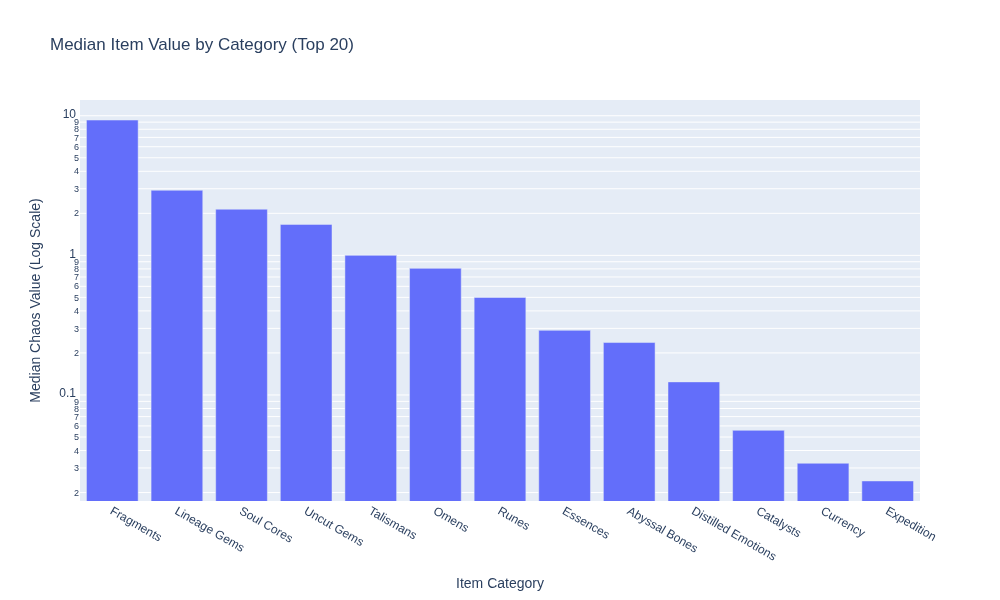 Median Item Value by Category (Top 20)
Median Chaos Value (Log Scale)
10
9
8
7
6
5
4
3
2
1
9
8
7
6
5
4
3
2
0.1
9
8
7
6
5
4
3
2
Fragments
Lineage Gems
Soul Cores
Uncut Gems
Talismans
Omens
Runes
Essences
Abyssal Bones
Distilled Emotions
Catalysts
Currency
Expedition
Item Category